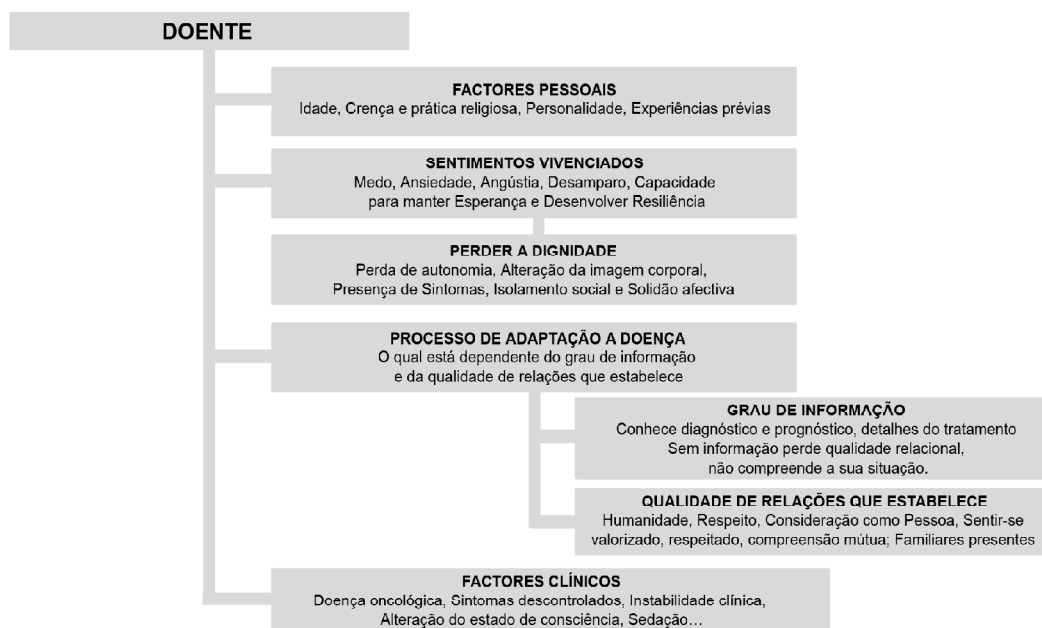 DOENTE
FACTORES PESSOAIS
Idade, Crença e prática religiosa, Personalidade, Experiências prévias
SENTIMENTOS VIVENCIADOS
Medo, Ansiedade, Angústia, Desamparo, Capacidade
para manter Esperança e Desenvolver Resiliência
PERDER A DIGNIDADE
Perda de autonomia, Alteração da imagem corporal,
Presença de Sintomas, Isolamento social e Solidão afectiva
PROCESSO DE ADAPTAÇÃO A DOENÇA
O qual está dependente do grau de informação
e da qualidade de relações que estabelece
GRAU DE INFORMAÇÃO
Conhece diagnóstico e prognóstico, detalhes do tratamento
Sem informação perde qualidade relacional,
não compreende a sua situação.
QUALIDADE DE RELAÇÕES QUE ESTABELECE
Humanidade, Respeito, Consideração como Pessoa, Sentir-se
valorizado, respeitado, compreensão mútua; Familiares presentes
FACTORES CLÍNICOS
Doença oncológica, Sintomas descontrolados, Instabilidade clínica,
Alteração do estado de consciência, Sedação...